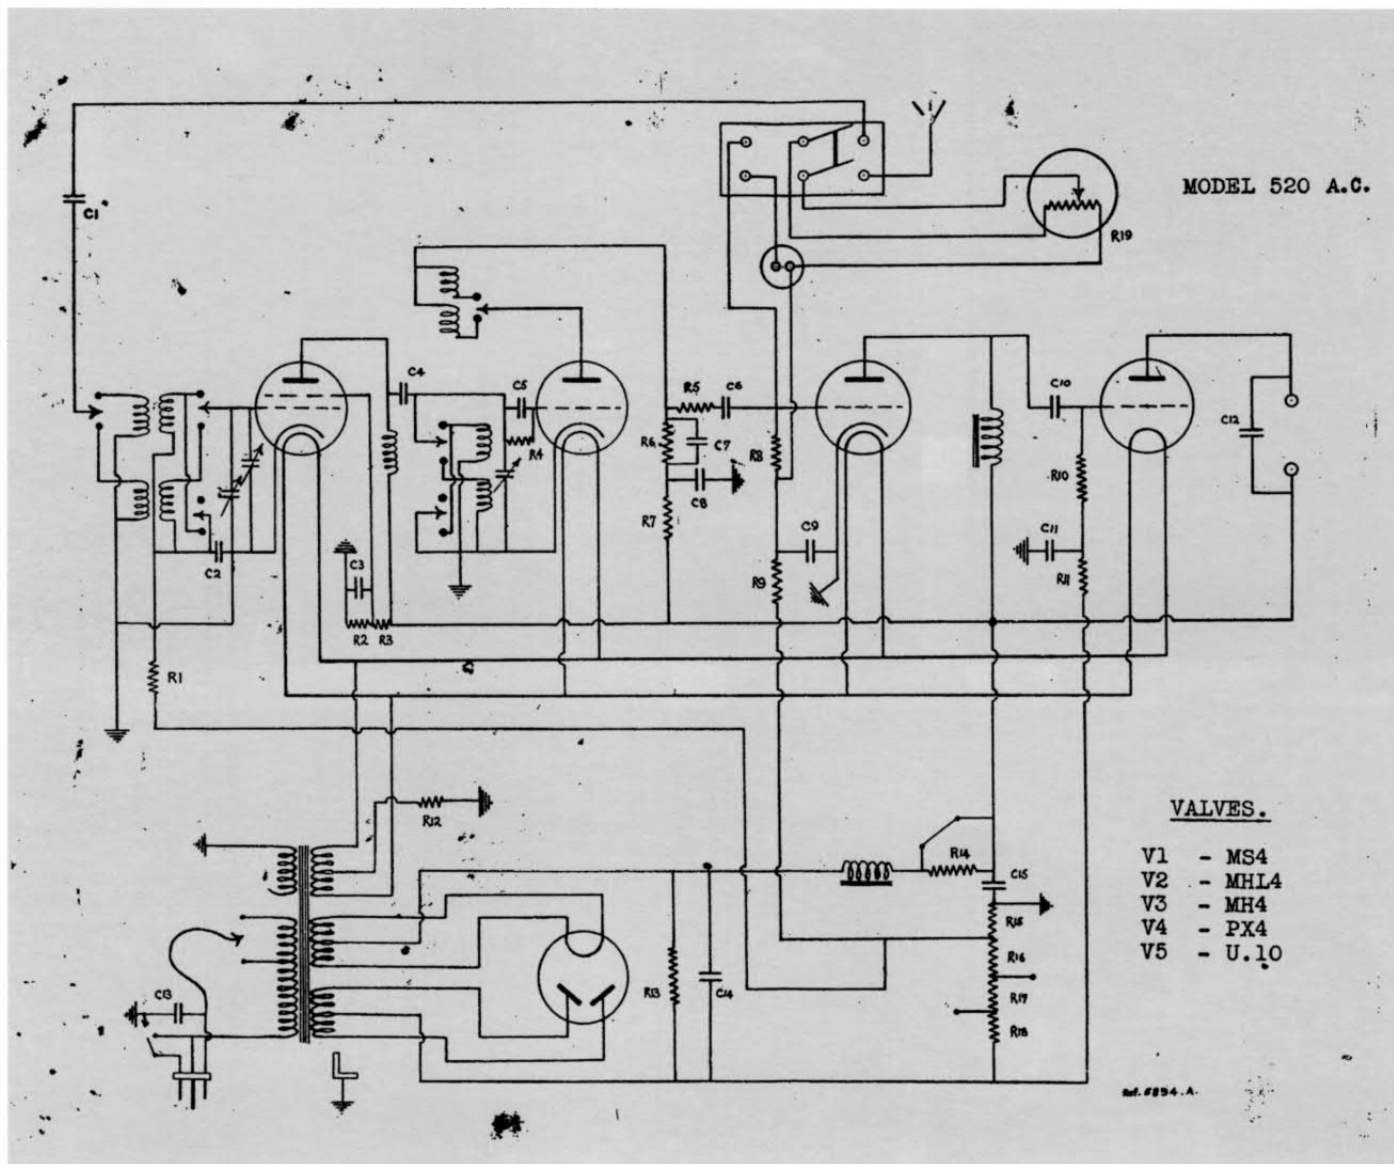 MODEL 520 A.C.
C1
R19
C4
C5
R4
R5
C6
R6
C7
C8
R7
R8
C9
R9
C10
R10
C11
R11
C12
C2
C3
R2
R3
R1
R12
R14
C15
R15
R16
R17
R18
R13
C14
C13
VALVES.
V1 - MS4
V2 - MHL4
V3 - MH4
V4 - PX4
V5 - U.10
Ref. 5894.A.